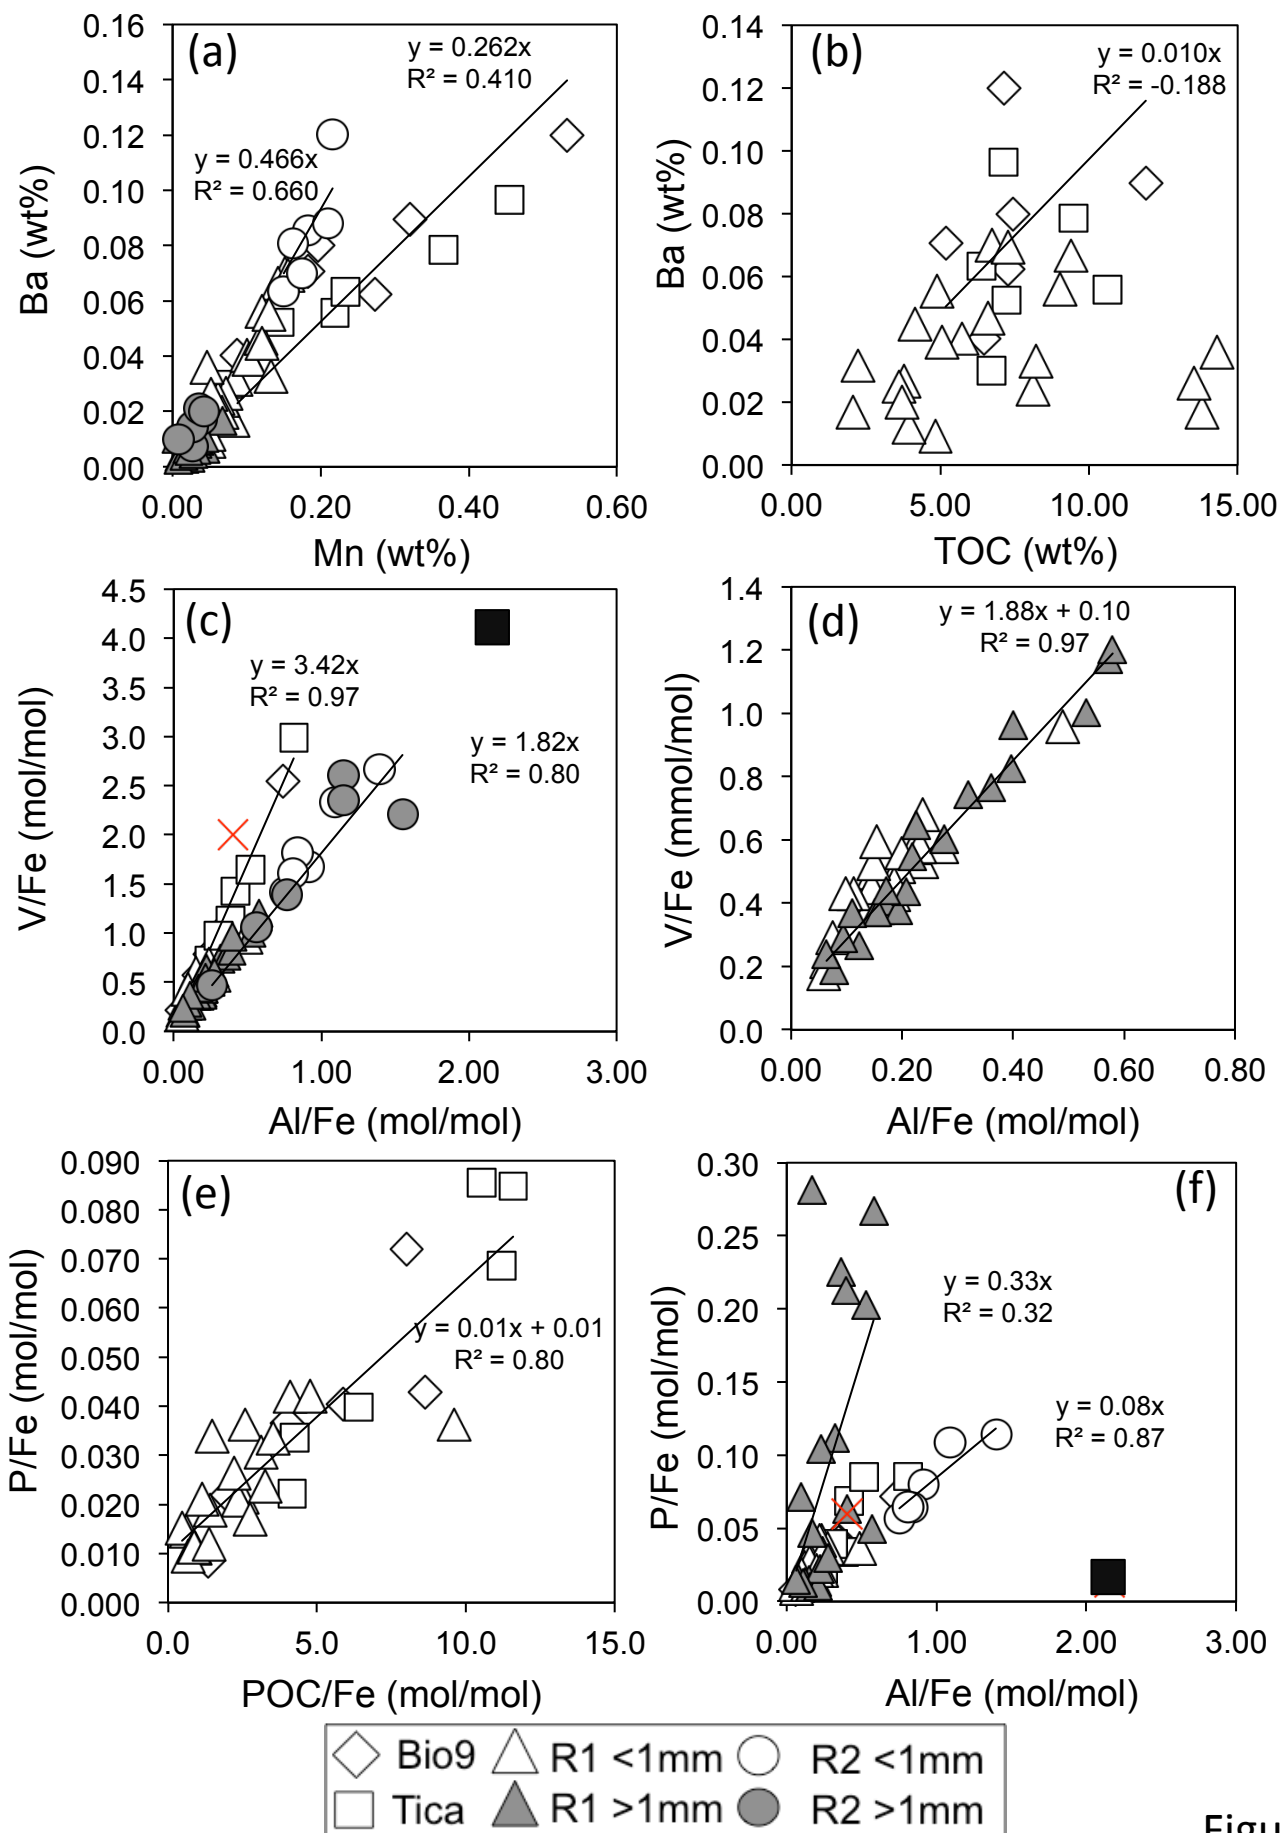 (a)
y = 0.262x
R² = 0.410
y = 0.466x
R² = 0.660
0.16
0.14
0.12
0.10
0.08
0.06
0.04
0.02
0.00
Ba (wt%)
0.00 0.20 0.40 0.60
Mn (wt%)
(b)
y = 0.010x
R² = -0.188
0.14
0.12
0.10
0.08
0.06
0.04
0.02
0.00
Ba (wt%)
0.00 5.00 10.00 15.00
TOC (wt%)
(c)
y = 3.42x
R² = 0.97
y = 1.82x
R² = 0.80
4.5
4.0
3.5
3.0
2.5
2.0
1.5
1.0
0.5
0.0
V/Fe (mol/mol)
0.00 1.00 2.00 3.00
Al/Fe (mol/mol)
(d)
y = 1.88x + 0.10
R² = 0.97
1.4
1.2
1.0
0.8
0.6
0.4
0.2
0.0
V/Fe (mmol/mol)
0.00 0.20 0.40 0.60 0.80
Al/Fe (mol/mol)
(e)
y = 0.01x + 0.01
R² = 0.80
0.090
0.080
0.070
0.060
0.050
0.040
0.030
0.020
0.010
0.000
P/Fe (mol/mol)
0.0 5.0 10.0 15.0
POC/Fe (mol/mol)
(f)
y = 0.33x
R² = 0.32
y = 0.08x
R² = 0.87
0.30
0.25
0.20
0.15
0.10
0.05
0.00
P/Fe (mol/mol)
0.00 1.00 2.00 3.00
Al/Fe (mol/mol)
Bio9 R1 <1mm R2 <1mm
Tica R1 >1mm R2 >1mm